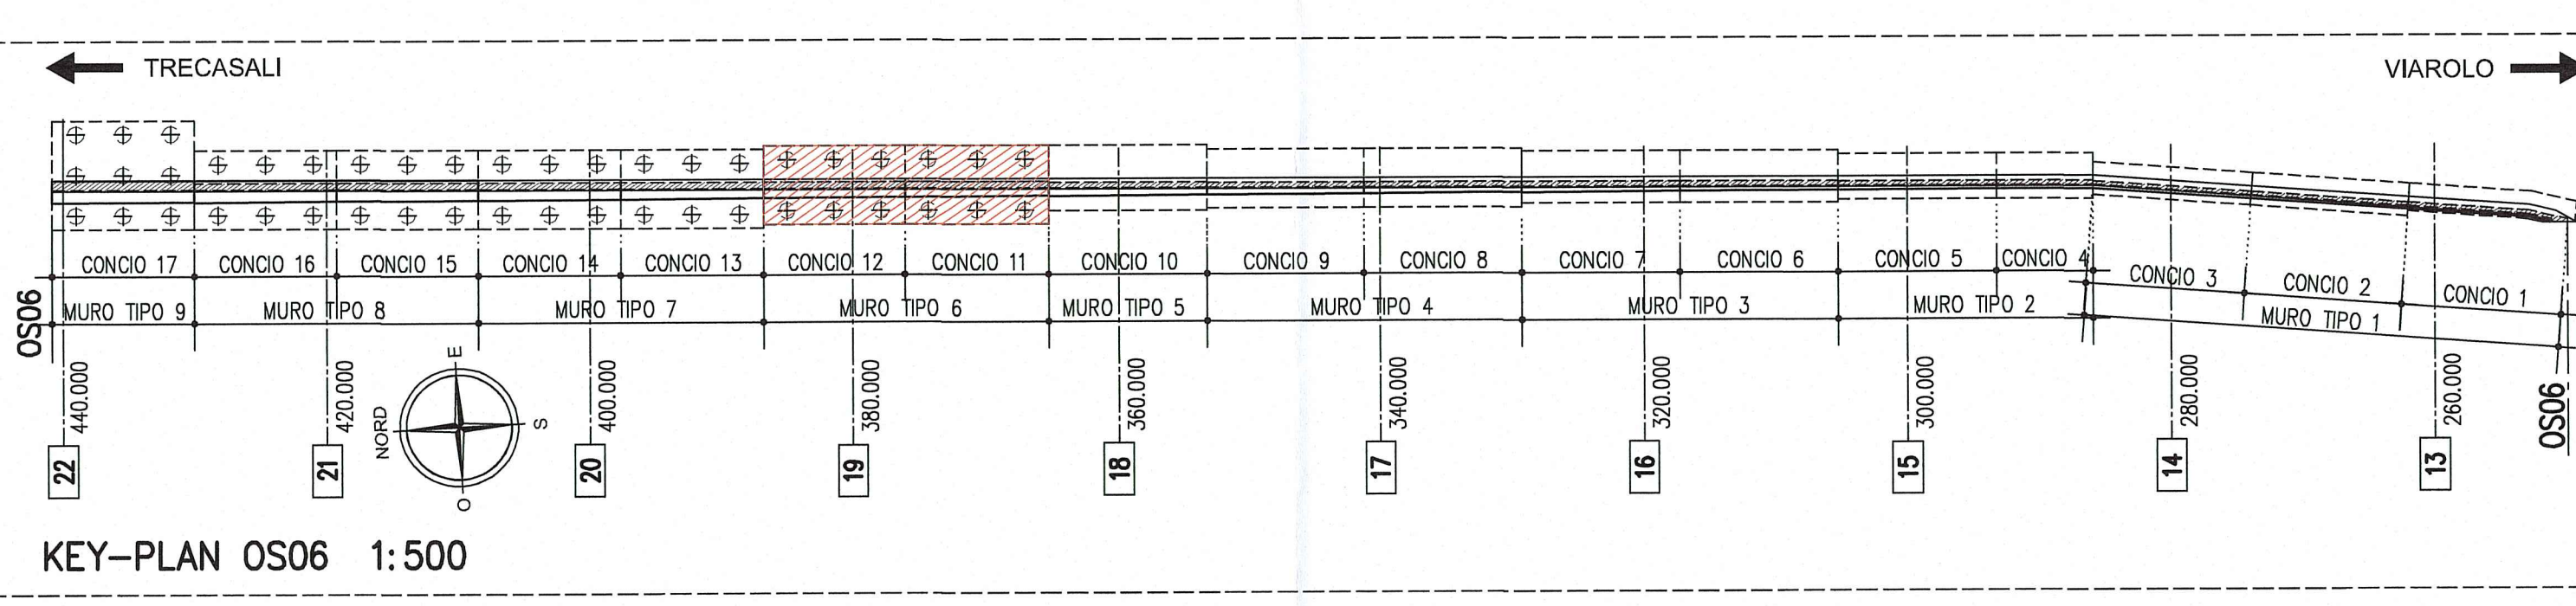 TRECASALI
VIAROLO
CONCIO 17 CONCIO 16 CONCIO 15 CONCIO 14 CONCIO 13 CONCIO 12 CONCIO 11 CONCIO 10 CONCIO 9 CONCIO 8 CONCIO 7 CONCIO 6 CONCIO 5 CONCIO 4 CONCIO 3 CONCIO 2 CONCIO 1
OS06
MURO TIPO 9 MURO TIPO 8 MURO TIPO 7 MURO TIPO 6 MURO TIPO 5 MURO TIPO 4 MURO TIPO 3 MURO TIPO 2 MURO TIPO 1
OS06
440.000 420.000 400.000 380.000 360.000 340.000 320.000 300.000 280.000 260.000
E
NORD
S
O
22 21 20 19 18 17 16 15 14 13
KEY-PLAN OS06 1:500